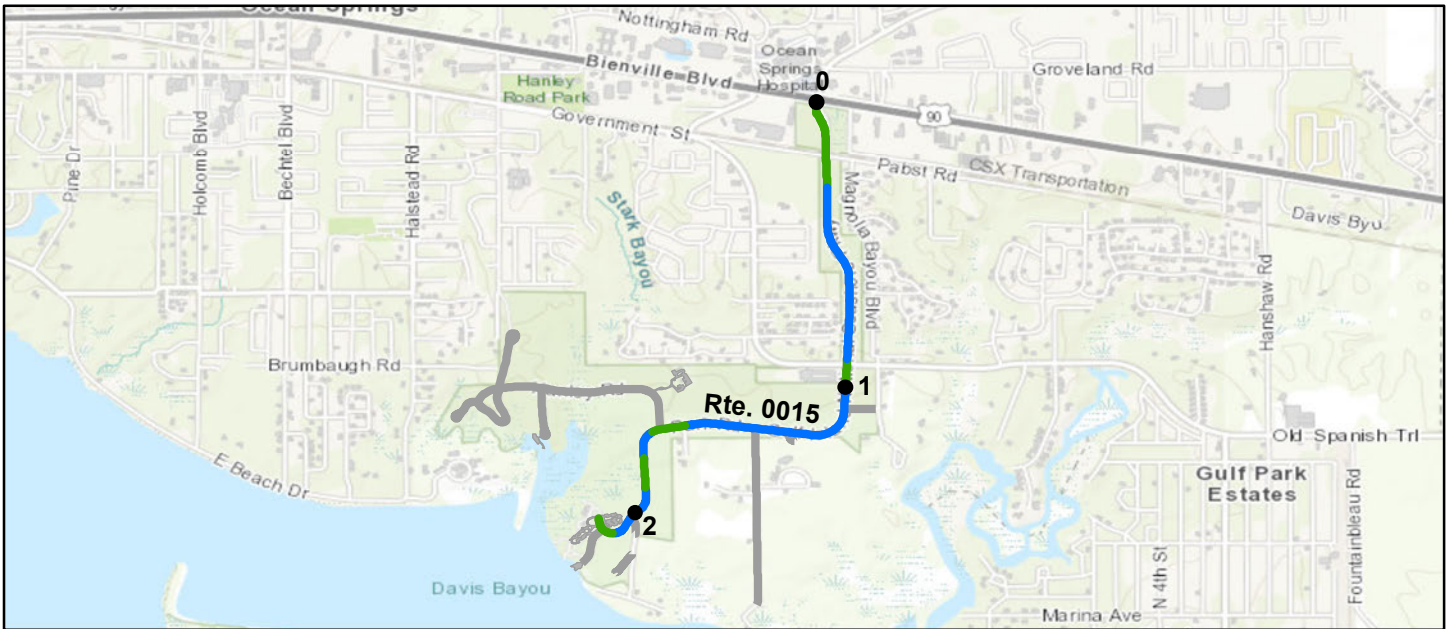 Ocean Springs
Nottingham Rd
Ocean
Springs
Hospital
Bienville Blvd
0
Groveland Rd
Hanley
Road Park
90
Government St
Pine Dr
Holcomb Blvd
Bechtel Blvd
Halstead Rd
Pabst Rd
CSX Transportation
Magnolia Bayou Blvd
Stark Bayou
Davis Byu
Hanshaw Rd
Brumbaugh Rd
1
Rte. 0015
Old Spanish Trl
E Beach Dr
Gulf Park
Estates
2
Fountainbleau Rd
N 4th St
Davis Bayou
Marina Ave